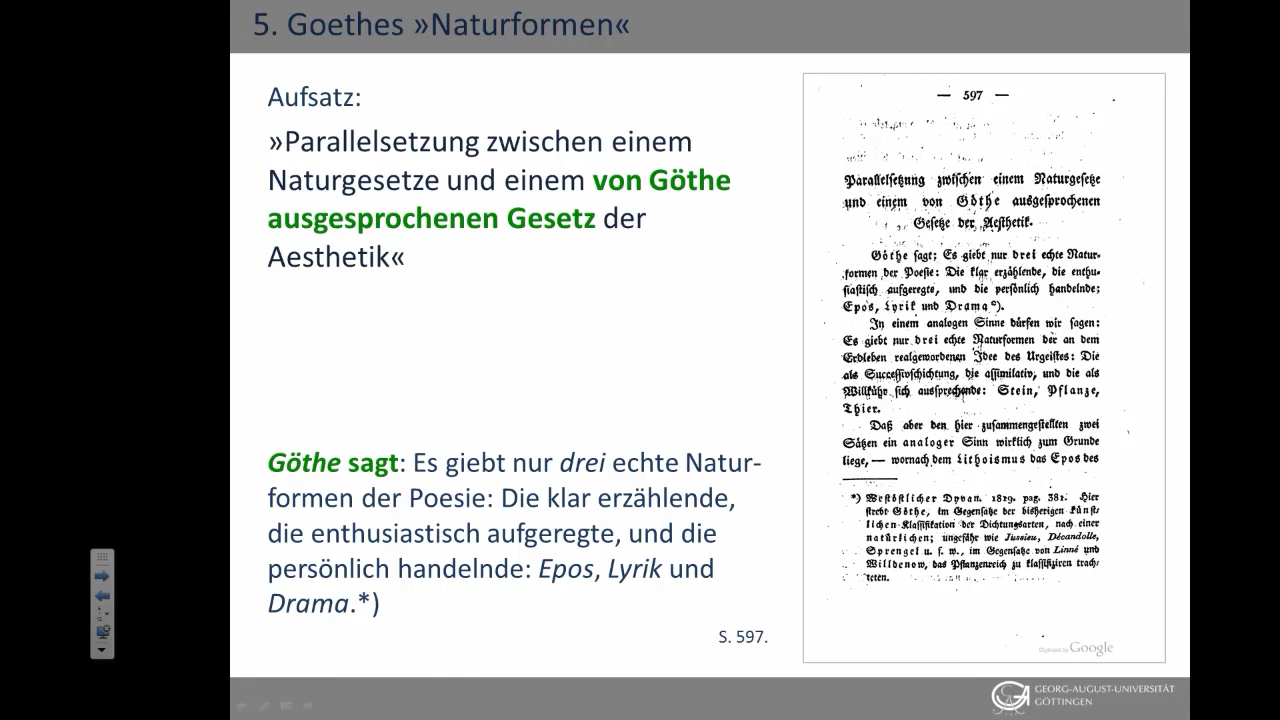 5. Goethes »Naturformen«
Aufsatz:
»Parallelsetzung zwischen einem
Naturgesetze und einem von Göthe
ausgesprochenen Gesetz der
Aesthetik«
Göthe sagt: Es giebt nur drei echte Natur-
formen der Poesie: Die klar erzählende,
die enthusiastisch aufgeregte, und die
persönlich handelnde: Epos, Lyrik und
Drama.*)
S. 597.
— 597 —
Parallelsetzung zwischen einem Naturgesetze
und einem von Göthe ausgesprochenen
Gesetze der Aesthetik.
Göthe sagt: Es giebt nur drei echte Natur-
formen der Poesie: Die klar erzählende, die enthu-
siastisch aufgeregte, und die persönlich handelnde;
Epos, Lyrik und Drama*).
In einem analogen Sinne dürfen wir sagen:
Es giebt nur drei echte Naturformen der an dem
Erdleben realgewordenen Idee des Urgeistes: Die
als Successivschichtung, die assimilativ, und die als
Willkühr sich aussprechende: Stein, Pflanze,
Thier.
Daß aber den hier zusammengestellten zwei
Sätzen ein analoger Sinn wirklich zum Grunde
liege, — wornach dem Lithoismus das Epos des
*) Westöstlicher Dyvan. 1819. pag. 381. Hier
strebt Göthe, im Gegensatze der bisherigen künst-
lichen Klassifikation der Dichtungsarten, nach einer
natürlichen; ungefähr wie Jussieu, Décandolle,
Sprengel u. s. w., im Gegensatze von Linné und
Willdenow, das Pflanzenreich zu klassifiziren trach-
teten.
Digitized by Google
GEORG-AUGUST-UNIVERSITÄT
GÖTTINGEN